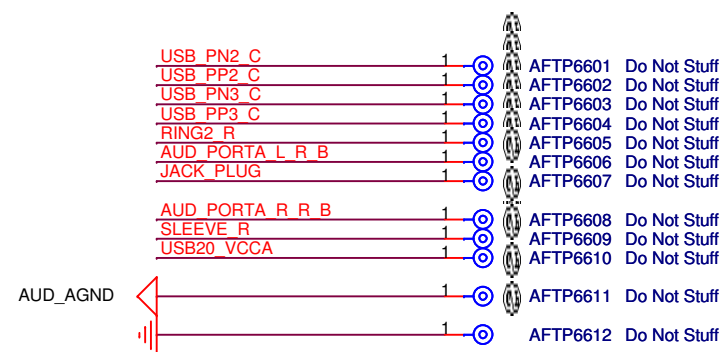 USB_PN2_C 1 AFTP6601 Do Not Stuff
USB_PP2_C 1 AFTP6602 Do Not Stuff
USB_PN3_C 1 AFTP6603 Do Not Stuff
USB_PP3_C 1 AFTP6604 Do Not Stuff
RING2_R 1 AFTP6605 Do Not Stuff
AUD_PORTA_L_R_B 1 AFTP6606 Do Not Stuff
JACK_PLUG 1 AFTP6607 Do Not Stuff
AUD_PORTA_R_R_B 1 AFTP6608 Do Not Stuff
SLEEVE_R 1 AFTP6609 Do Not Stuff
USB20_VCCA 1 AFTP6610 Do Not Stuff
AUD_AGND 1 AFTP6611 Do Not Stuff
1 AFTP6612 Do Not Stuff